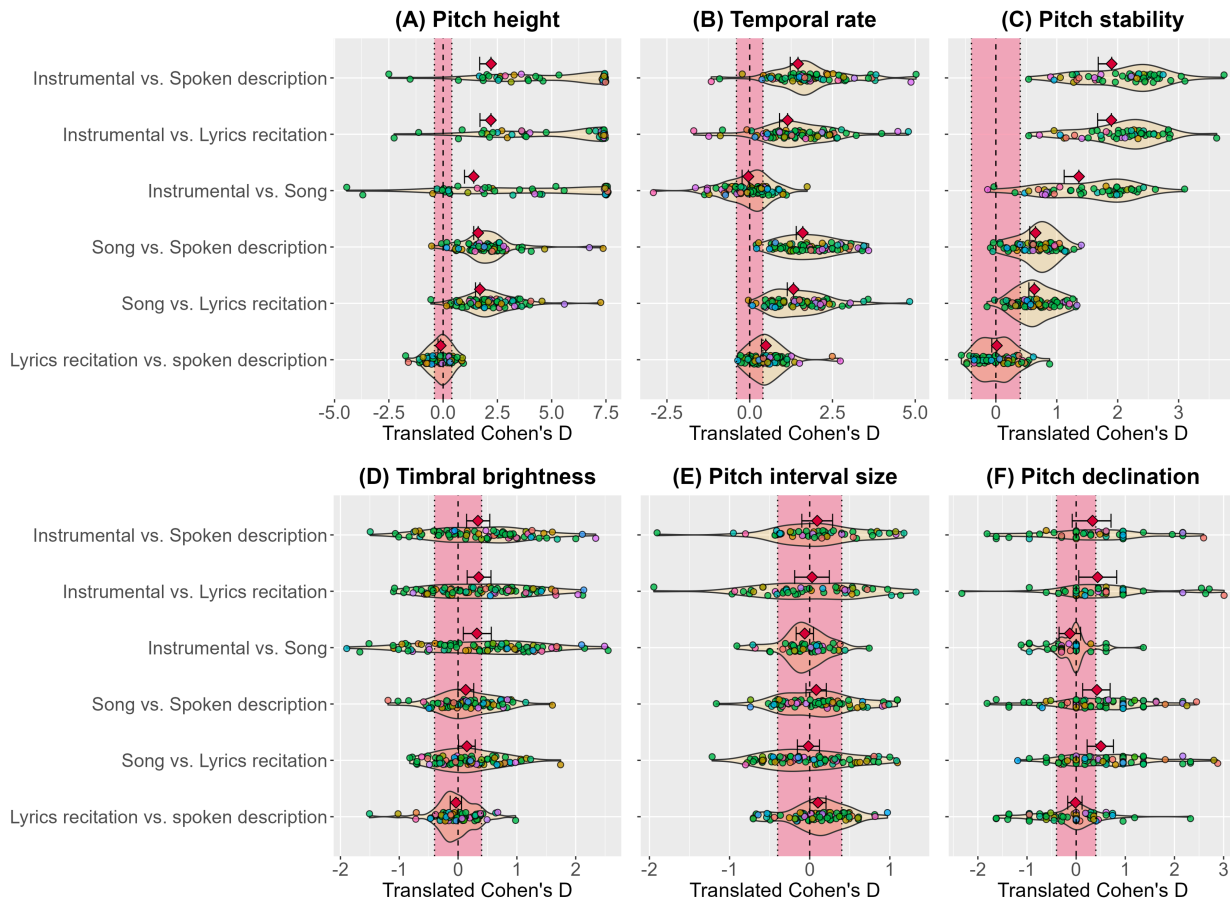 (A) Pitch height
(B) Temporal rate
(C) Pitch stability
Instrumental vs. Spoken description
Instrumental vs. Lyrics recitation
Instrumental vs. Song
Song vs. Spoken description
Song vs. Lyrics recitation
Lyrics recitation vs. spoken description
-5.0 -2.5 0.0 2.5 5.0 7.5
-2.5 0.0 2.5 5.0
0 1 2 3
Translated Cohen's D
Translated Cohen's D
Translated Cohen's D
(D) Timbral brightness
(E) Pitch interval size
(F) Pitch declination
Instrumental vs. Spoken description
Instrumental vs. Lyrics recitation
Instrumental vs. Song
Song vs. Spoken description
Song vs. Lyrics recitation
Lyrics recitation vs. spoken description
-2 -1 0 1 2
-2 -1 0 1
-2 -1 0 1 2 3
Translated Cohen's D
Translated Cohen's D
Translated Cohen's D